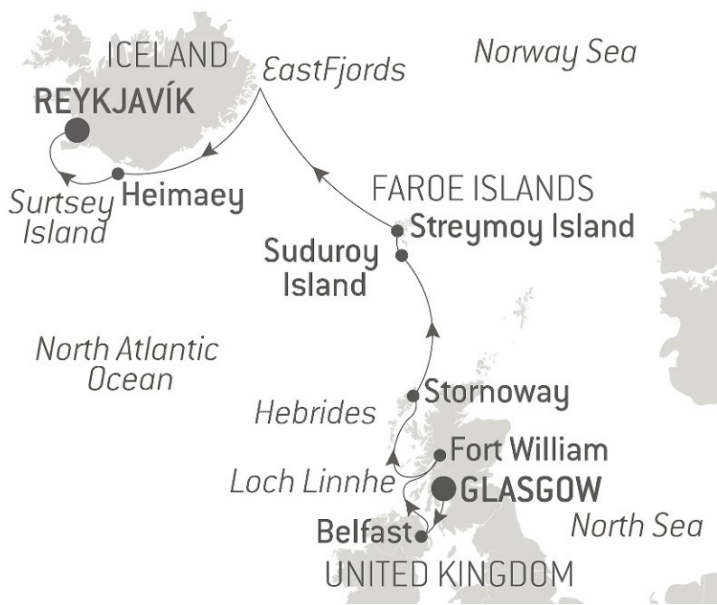 ICELAND
EastFjords
Norway Sea
REYKJAVÍK
Heimaey
Surtsey
Island
FAROE ISLANDS
Streymoy Island
Suduroy
Island
North Atlantic
Ocean
Stornoway
Hebrides
Fort William
Loch Linnhe
GLASGOW
North Sea
Belfast
UNITED KINGDOM